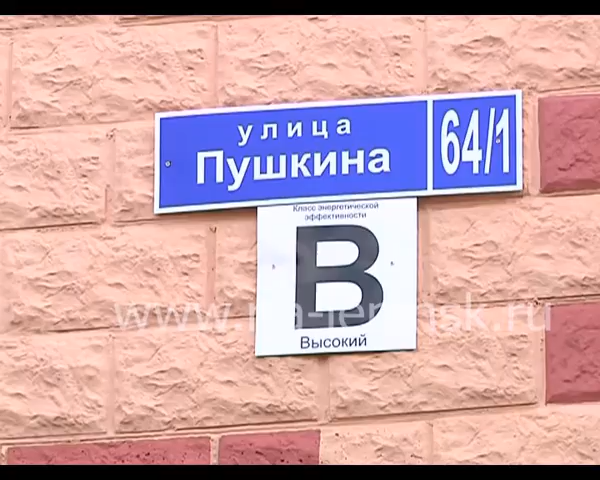 улица
Пушкина
64/1
Класс энергетической
эффективности
B
Высокий